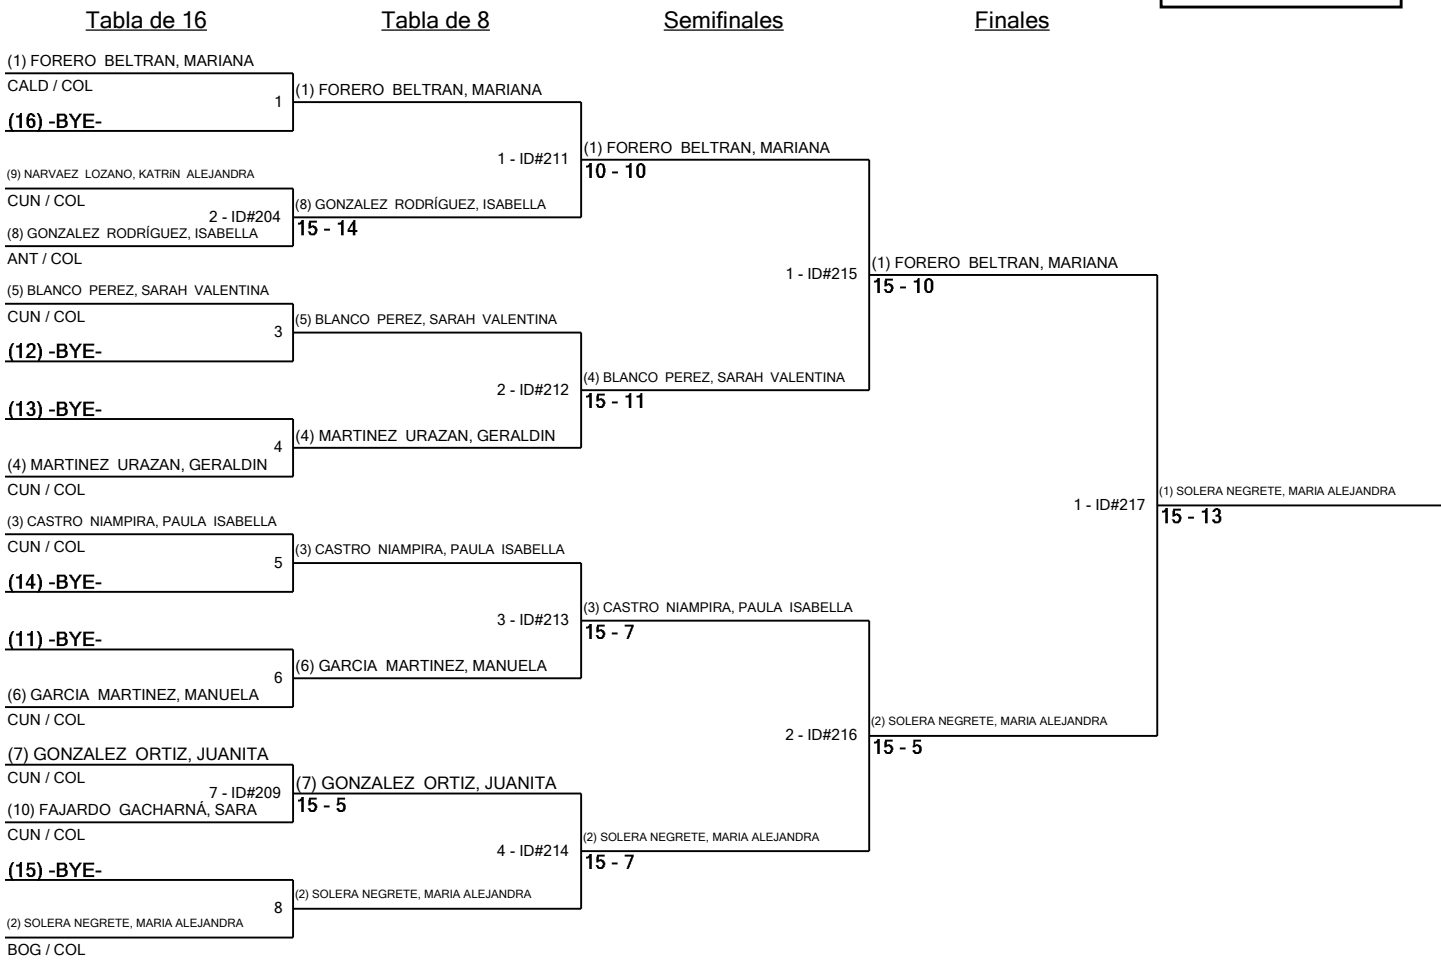 Tabla de 16
Tabla de 8
Semifinales
Finales
(1) FORERO BELTRAN, MARIANA
CALD / COL
1
(16) -BYE-
(9) NARVAEZ LOZANO, KATRiN ALEJANDRA
CUN / COL
2 - ID#204
(8) GONZALEZ RODRÍGUEZ, ISABELLA
ANT / COL
(5) BLANCO PEREZ, SARAH VALENTINA
CUN / COL
3
(12) -BYE-
(13) -BYE-
4
(4) MARTINEZ URAZAN, GERALDIN
CUN / COL
(3) CASTRO NIAMPIRA, PAULA ISABELLA
CUN / COL
5
(14) -BYE-
(11) -BYE-
6
(6) GARCIA MARTINEZ, MANUELA
CUN / COL
(7) GONZALEZ ORTIZ, JUANITA
CUN / COL
7 - ID#209
(10) FAJARDO GACHARNÁ, SARA
CUN / COL
(15) -BYE-
8
(2) SOLERA NEGRETE, MARIA ALEJANDRA
BOG / COL
(1) FORERO BELTRAN, MARIANA
1 - ID#211
(8) GONZALEZ RODRÍGUEZ, ISABELLA
15 - 14
(5) BLANCO PEREZ, SARAH VALENTINA
2 - ID#212
(4) MARTINEZ URAZAN, GERALDIN
(3) CASTRO NIAMPIRA, PAULA ISABELLA
3 - ID#213
(6) GARCIA MARTINEZ, MANUELA
(7) GONZALEZ ORTIZ, JUANITA
15 - 5
4 - ID#214
(2) SOLERA NEGRETE, MARIA ALEJANDRA
(1) FORERO BELTRAN, MARIANA
10 - 10
1 - ID#215
(4) BLANCO PEREZ, SARAH VALENTINA
15 - 11
(3) CASTRO NIAMPIRA, PAULA ISABELLA
15 - 7
2 - ID#216
(2) SOLERA NEGRETE, MARIA ALEJANDRA
15 - 7
(1) FORERO BELTRAN, MARIANA
15 - 10
1 - ID#217
(2) SOLERA NEGRETE, MARIA ALEJANDRA
15 - 5
(1) SOLERA NEGRETE, MARIA ALEJANDRA
15 - 13